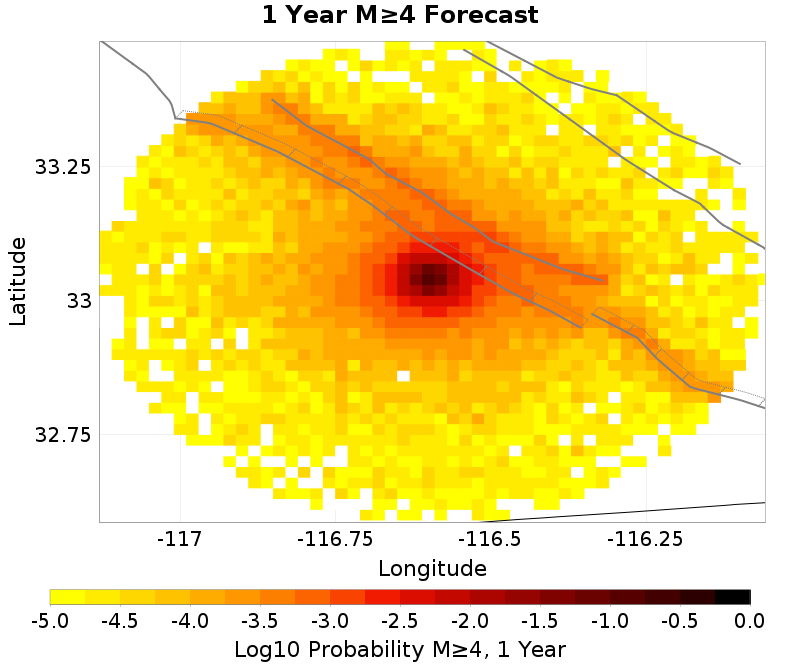 1 Year M≥4 Forecast
Latitude
33.25
33
32.75
-117 -116.75 -116.5 -116.25
Longitude
-5.0 -4.5 -4.0 -3.5 -3.0 -2.5 -2.0 -1.5 -1.0 -0.5 0.0
Log10 Probability M≥4, 1 Year